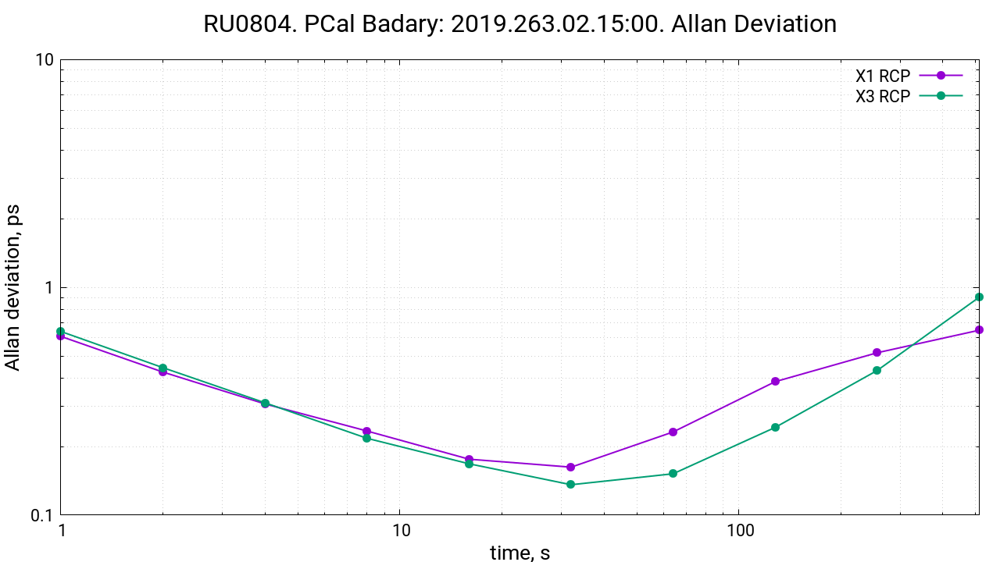 RU0804. PCal Badary: 2019.263.02.15:00. Allan Deviation
10
X1 RCP
X3 RCP
Allan deviation, ps
1
0.1
1
10
100
time, s